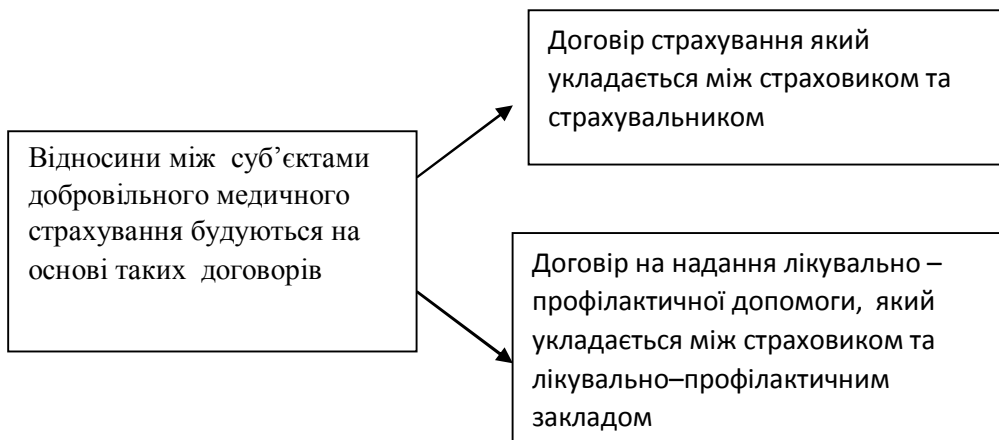 Договір страхування який
укладається між страховиком та
страхувальником
Відносини між суб’єктами
добровільного медичного
страхування будуються на
основі таких договорів
Договір на надання лікувально –
профілактичної допомоги, який
укладається між страховиком та
лікувально–профілактичним
закладом